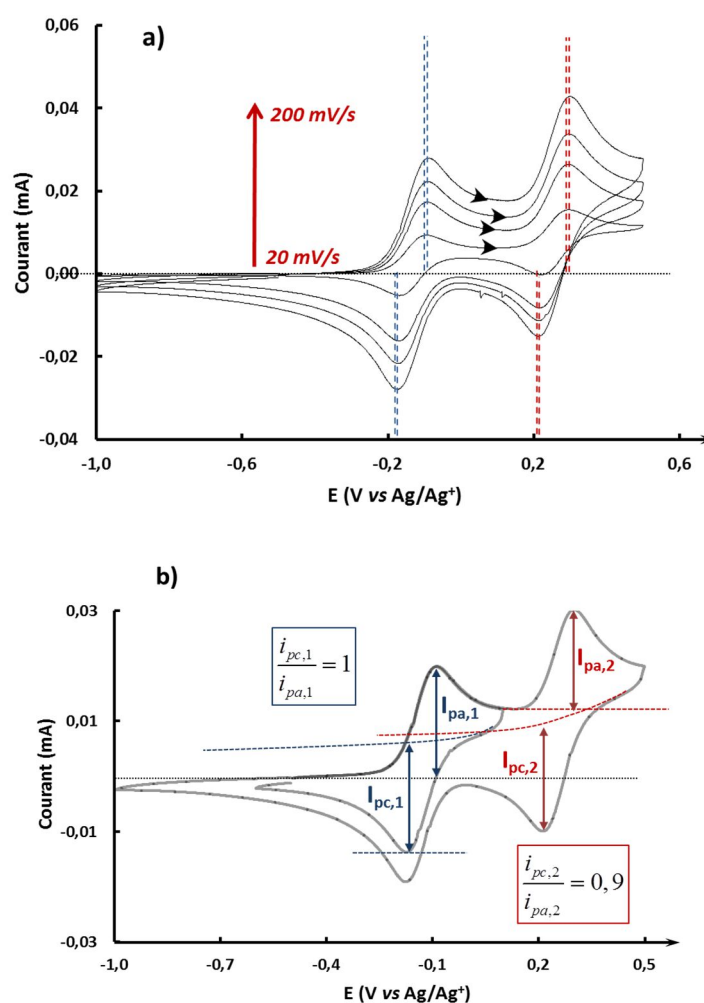 a)
0,06
0,04
0,02
0,00
-0,02
-0,04
Courant (mA)
200 mV/s
20 mV/s
-1,0
-0,6
-0,2
0,2
0,6
E (V vs Ag/Ag+)
b)
0,03
0,01
-0,01
-0,03
Courant (mA)
i_pc,1 / i_pa,1 = 1
I_pa,1
I_pc,1
I_pa,2
I_pc,2
i_pc,2 / i_pa,2 = 0,9
-1,0
-0,7
-0,4
-0,1
0,2
0,5
E (V vs Ag/Ag+)